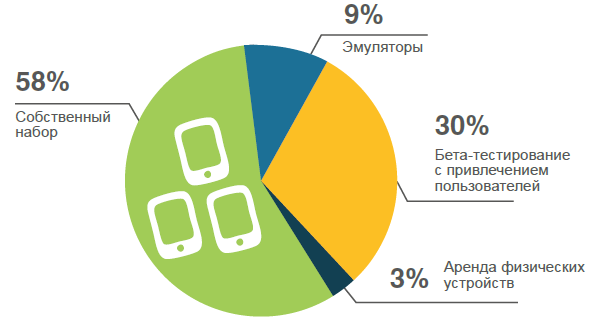 9%
Эмуляторы
58%
Собственный
набор
30%
Бета-тестирование
с привлечением
пользователей
3%
Аренда физических
устройств